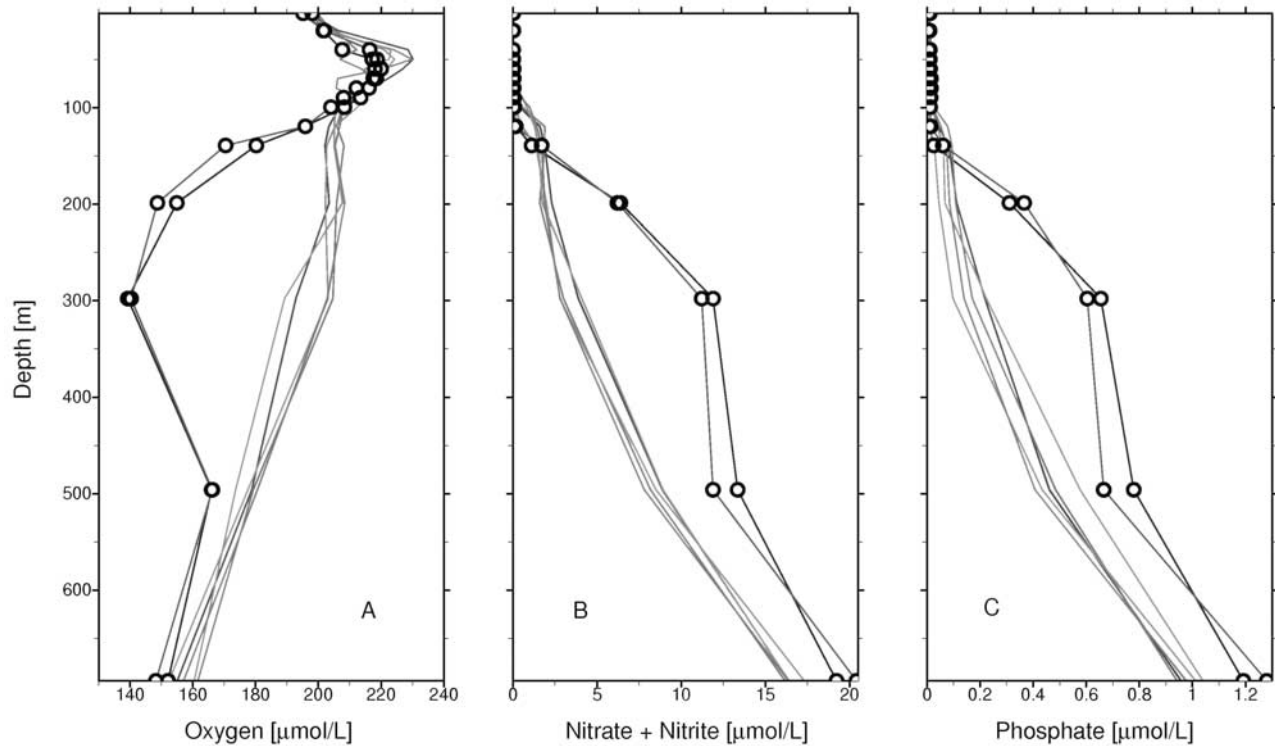 100
200
300
400
500
600
Depth [m]
A
B
C
140 160 180 200 220 240
0 5 10 15 20
0 0.2 0.4 0.6 0.8 1 1.2
Oxygen [μmol/L]
Nitrate + Nitrite [μmol/L]
Phosphate [μmol/L]